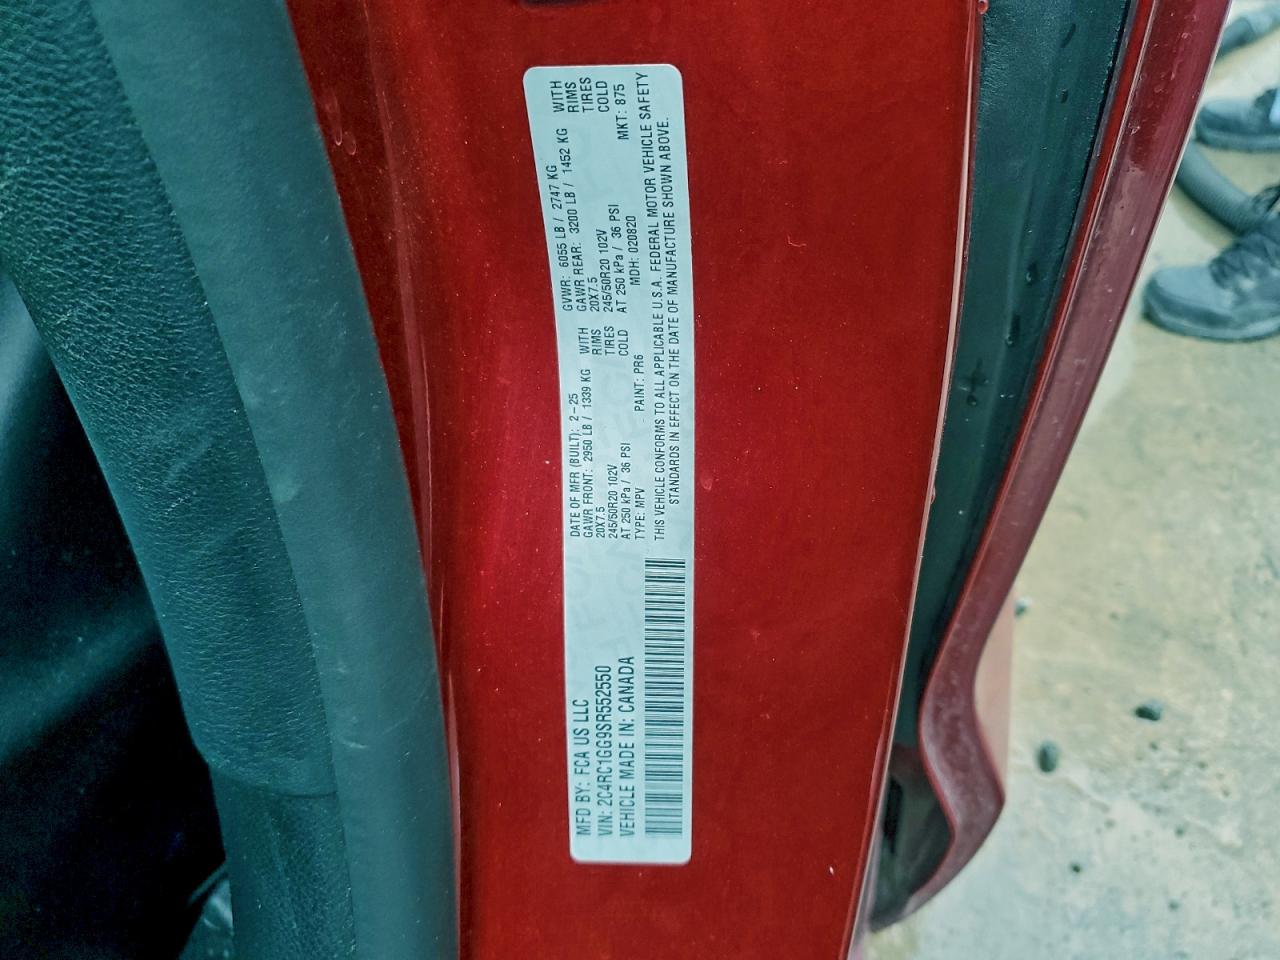 MFD BY: FCA US LLC
VIN: 2C4RC1GG9SR552550
VEHICLE MADE IN: CANADA
DATE OF MFR (BUILT): 2-25
GVWR: 6055 LB / 2747 KG
GAWR FRONT: 2950 LB / 1339 KG WITH
20X7.5 RIMS
245/50R20 102V TIRES
AT 250 kPa / 36 PSI COLD
GAWR REAR: 3200 LB / 1452 KG WITH
20X7.5 RIMS
245/50R20 102V TIRES
AT 250 kPa / 36 PSI COLD
TYPE: MPV PAINT: PR6 MDH: 020820 MKT: 875
THIS VEHICLE CONFORMS TO ALL APPLICABLE U.S.A. FEDERAL MOTOR VEHICLE SAFETY
STANDARDS IN EFFECT ON THE DATE OF MANUFACTURE SHOWN ABOVE.